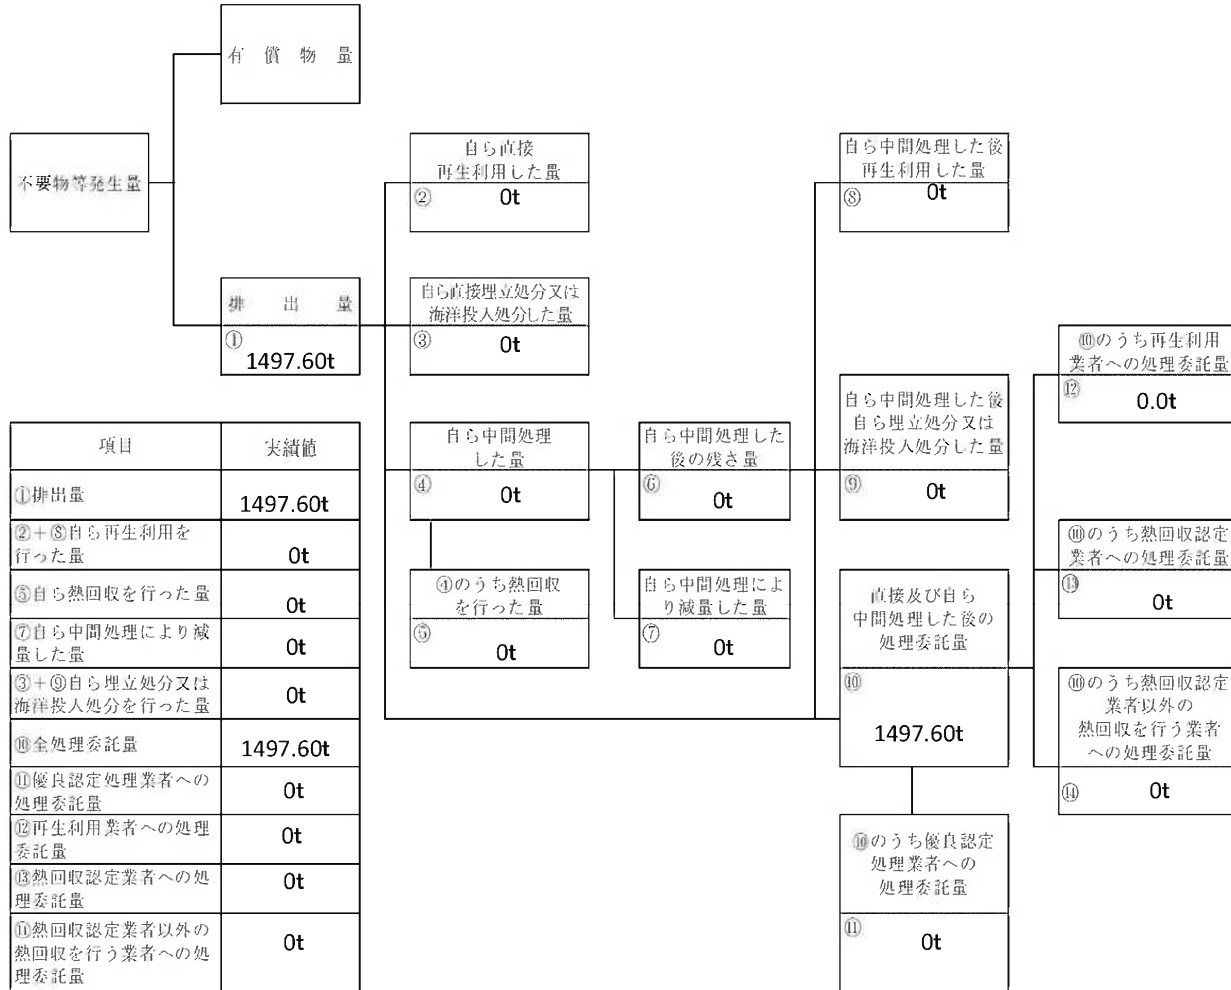 有償物量
不要物等発生量
自ら直接
再生利用した量
② 0t
自ら中間処理した後
再生利用した量
⑧ 0t
排出量
①
1497.60t
自ら直接埋立処分又は
海洋投入処分した量
③ 0t
⑩のうち再生利用
業者への処理委託量
⑫
0.0t
自ら中間処理
した量
④
0t
自ら中間処理した
後の残さ量
⑥
0t
自ら中間処理した後
自ら埋立処分又は
海洋投入処分した量
⑨ 0t
⑩のうち熱回収認定
業者への処理委託量
⑬
0t
④のうち熱回収
を行った量
⑤
0t
自ら中間処理によ
り減量した量
⑦
0t
直接及び自ら
中間処理した後の
処理委託量
⑩
1497.60t
⑩のうち熱回収認定
業者以外の
熱回収を行う業者
への処理委託量
⑭ 0t
⑩のうち優良認定
処理業者への
処理委託量
⑪
0t
項目 実績値
①排出量 1497.60t
②+⑧自ら再生利用を
行った量 0t
⑤自ら熱回収を行った量 0t
⑦自ら中間処理により減
量した量 0t
③+⑨自ら埋立処分又は
海洋投入処分を行った量 0t
⑩全処理委託量 1497.60t
⑪優良認定処理業者への
処理委託量 0t
⑫再生利用業者への処理
委託量 0t
⑬熱回収認定業者への処
理委託量 0t
⑭熱回収認定業者以外の
熱回収を行う業者への処
理委託量 0t